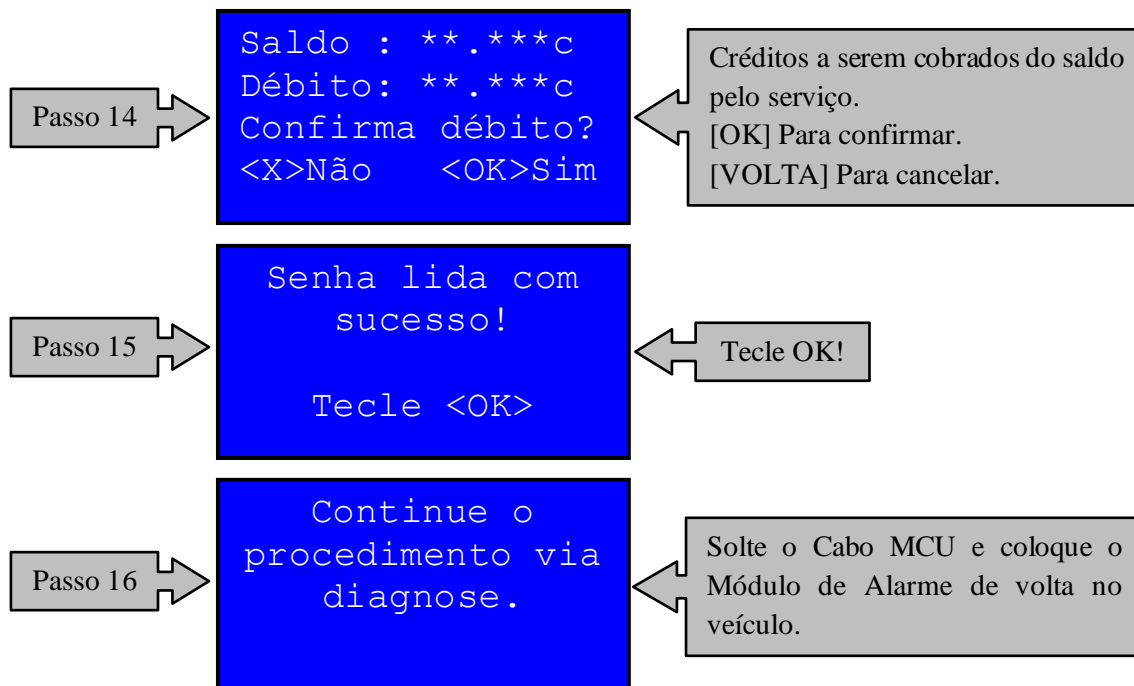 Passo 14
Saldo : **.***c
Débito: **.***c
Confirma débito?
<X>Não <OK>Sim
Créditos a serem cobrados do saldo
pelo serviço.
[OK] Para confirmar.
[VOLTA] Para cancelar.
Passo 15
Senha lida com
sucesso!
Tecle <OK>
Tecle OK!
Passo 16
Continue o
procedimento via
diagnose.
Solte o Cabo MCU e coloque o
Módulo de Alarme de volta no
veículo.